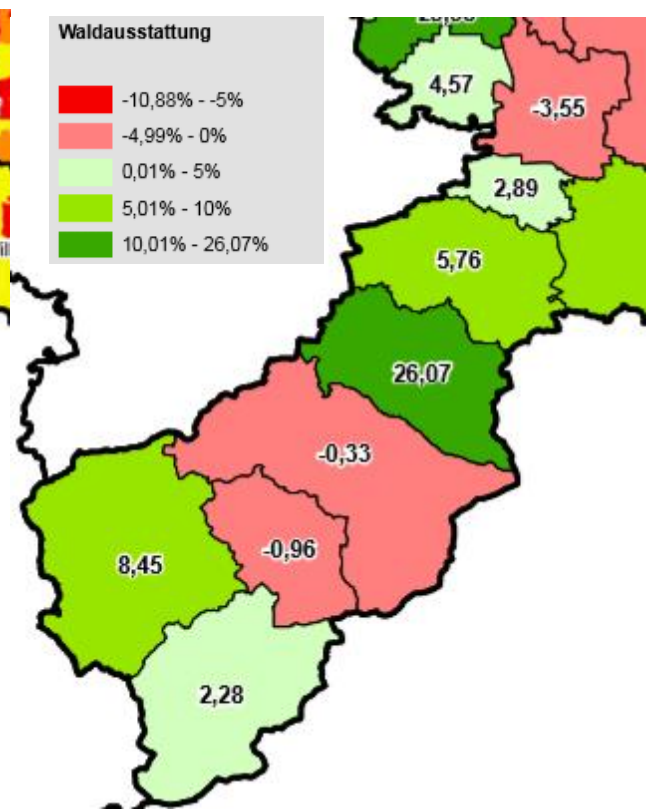 Waldausstattung
-10,88% - -5%
-4,99% - 0%
0,01% - 5%
5,01% - 10%
10,01% - 26,07%
4,57
-3,55
2,89
5,76
26,07
-0,33
-0,96
8,45
2,28